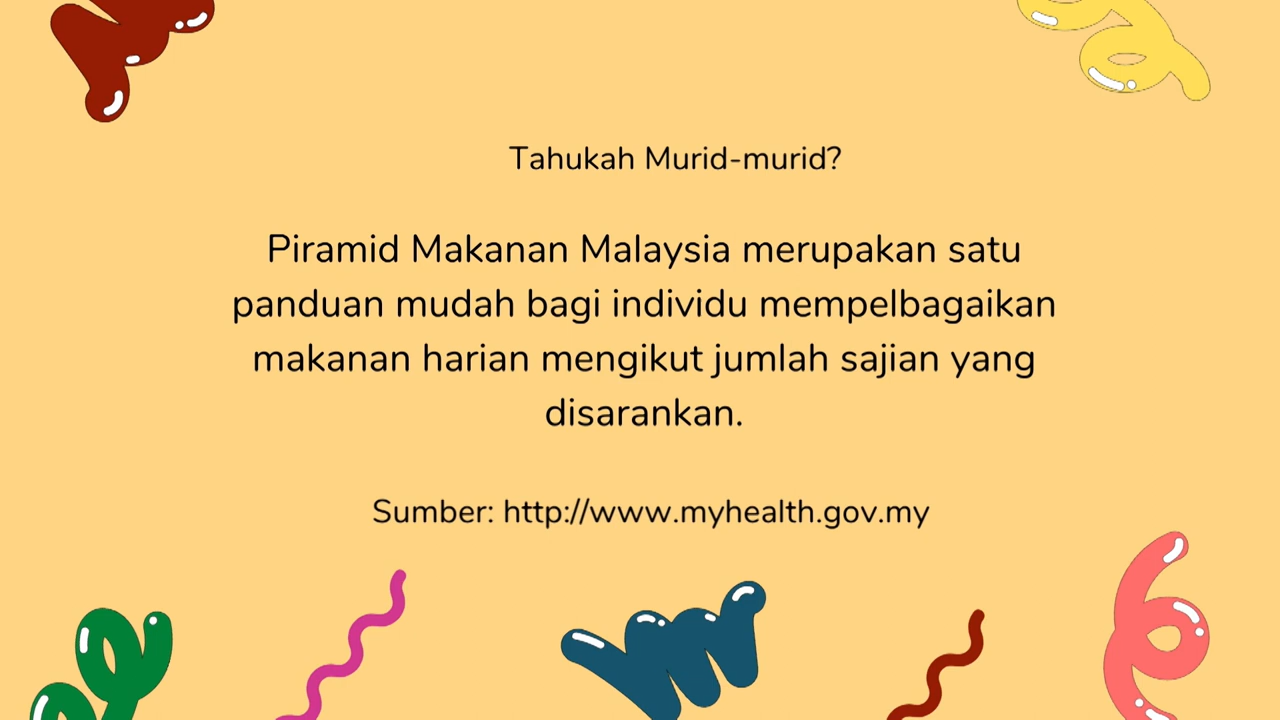 Tahukah Murid-murid?
Piramid Makanan Malaysia merupakan satu
panduan mudah bagi individu mempelbagaikan
makanan harian mengikut jumlah sajian yang
disarankan.
Sumber: http://www.myhealth.gov.my